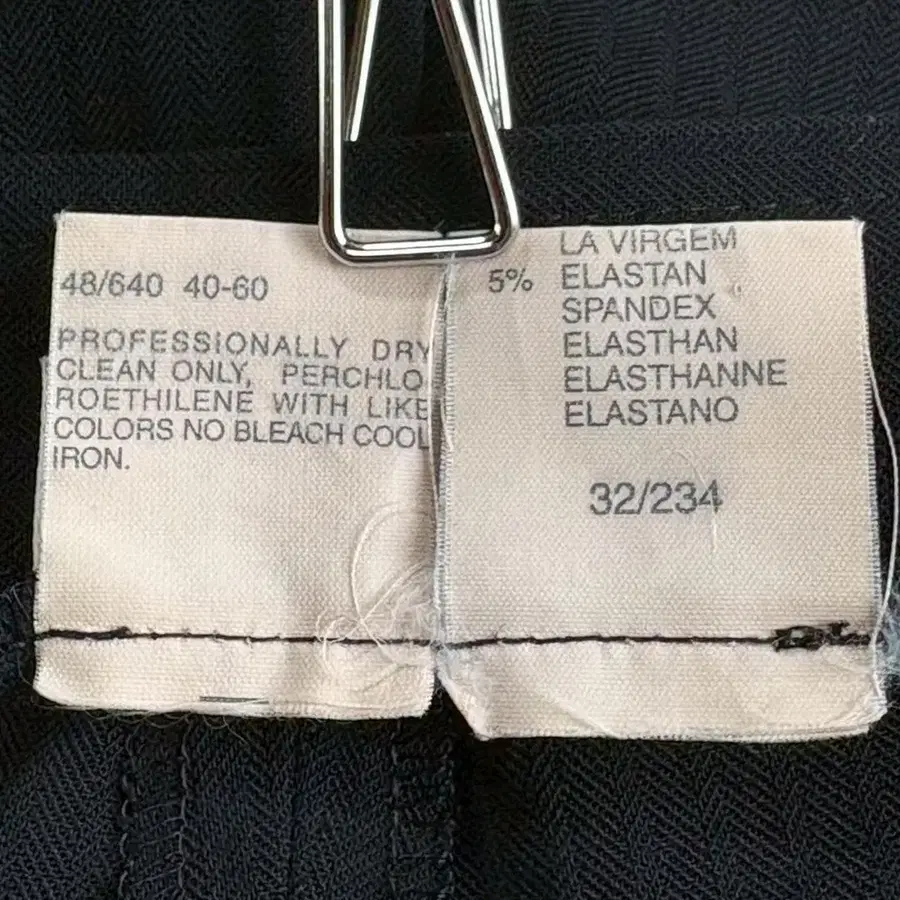 48/640 40-60
PROFESSIONALLY DRY
CLEAN ONLY, PERCHLO
ROETHILENE WITH LIKE
COLORS NO BLEACH COOL
IRON.
LA VIRGEM
5% ELASTAN
SPANDEX
ELASTHAN
ELASTHANNE
ELASTANO
32/234